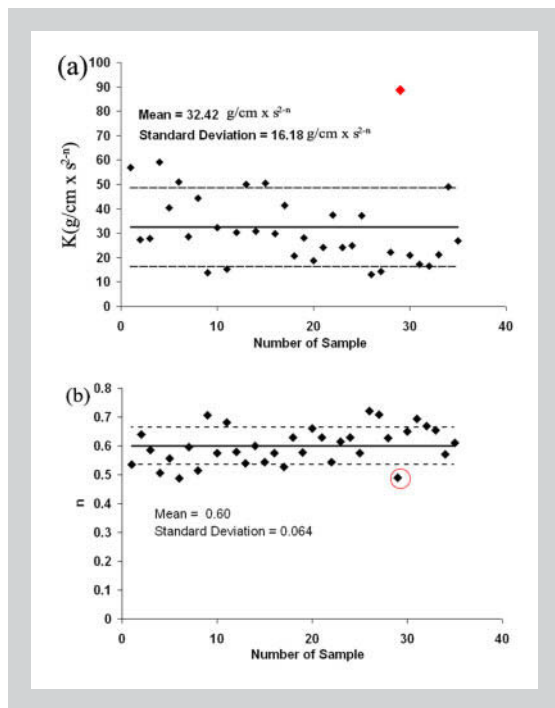 (a)
K(g/cm x s²⁻ⁿ)
100
90
80
70
60
50
40
30
20
10
0
Mean = 32.42 g/cm x s²⁻ⁿ
Standard Deviation = 16.18 g/cm x s²⁻ⁿ
0 10 20 30 40
Number of Sample
(b)
n
0.8
0.7
0.6
0.5
0.4
0.3
0.2
0.1
0
Mean = 0.60
Standard Deviation = 0.064
0 10 20 30 40
Number of Sample